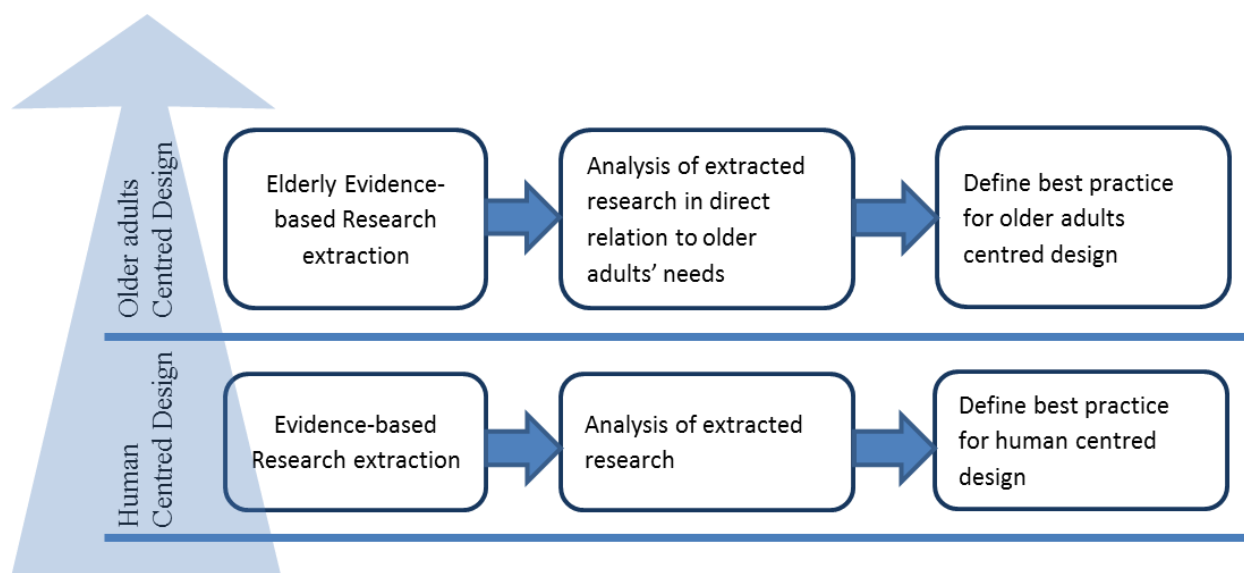 Older adults
Centred Design
Elderly Evidence-
based Research
extraction
Analysis of extracted
research in direct
relation to older
adults' needs
Define best practice
for older adults
centred design
Human
Centred Design
Evidence-based
Research extraction
Analysis of extracted
research
Define best practice
for human centred
design